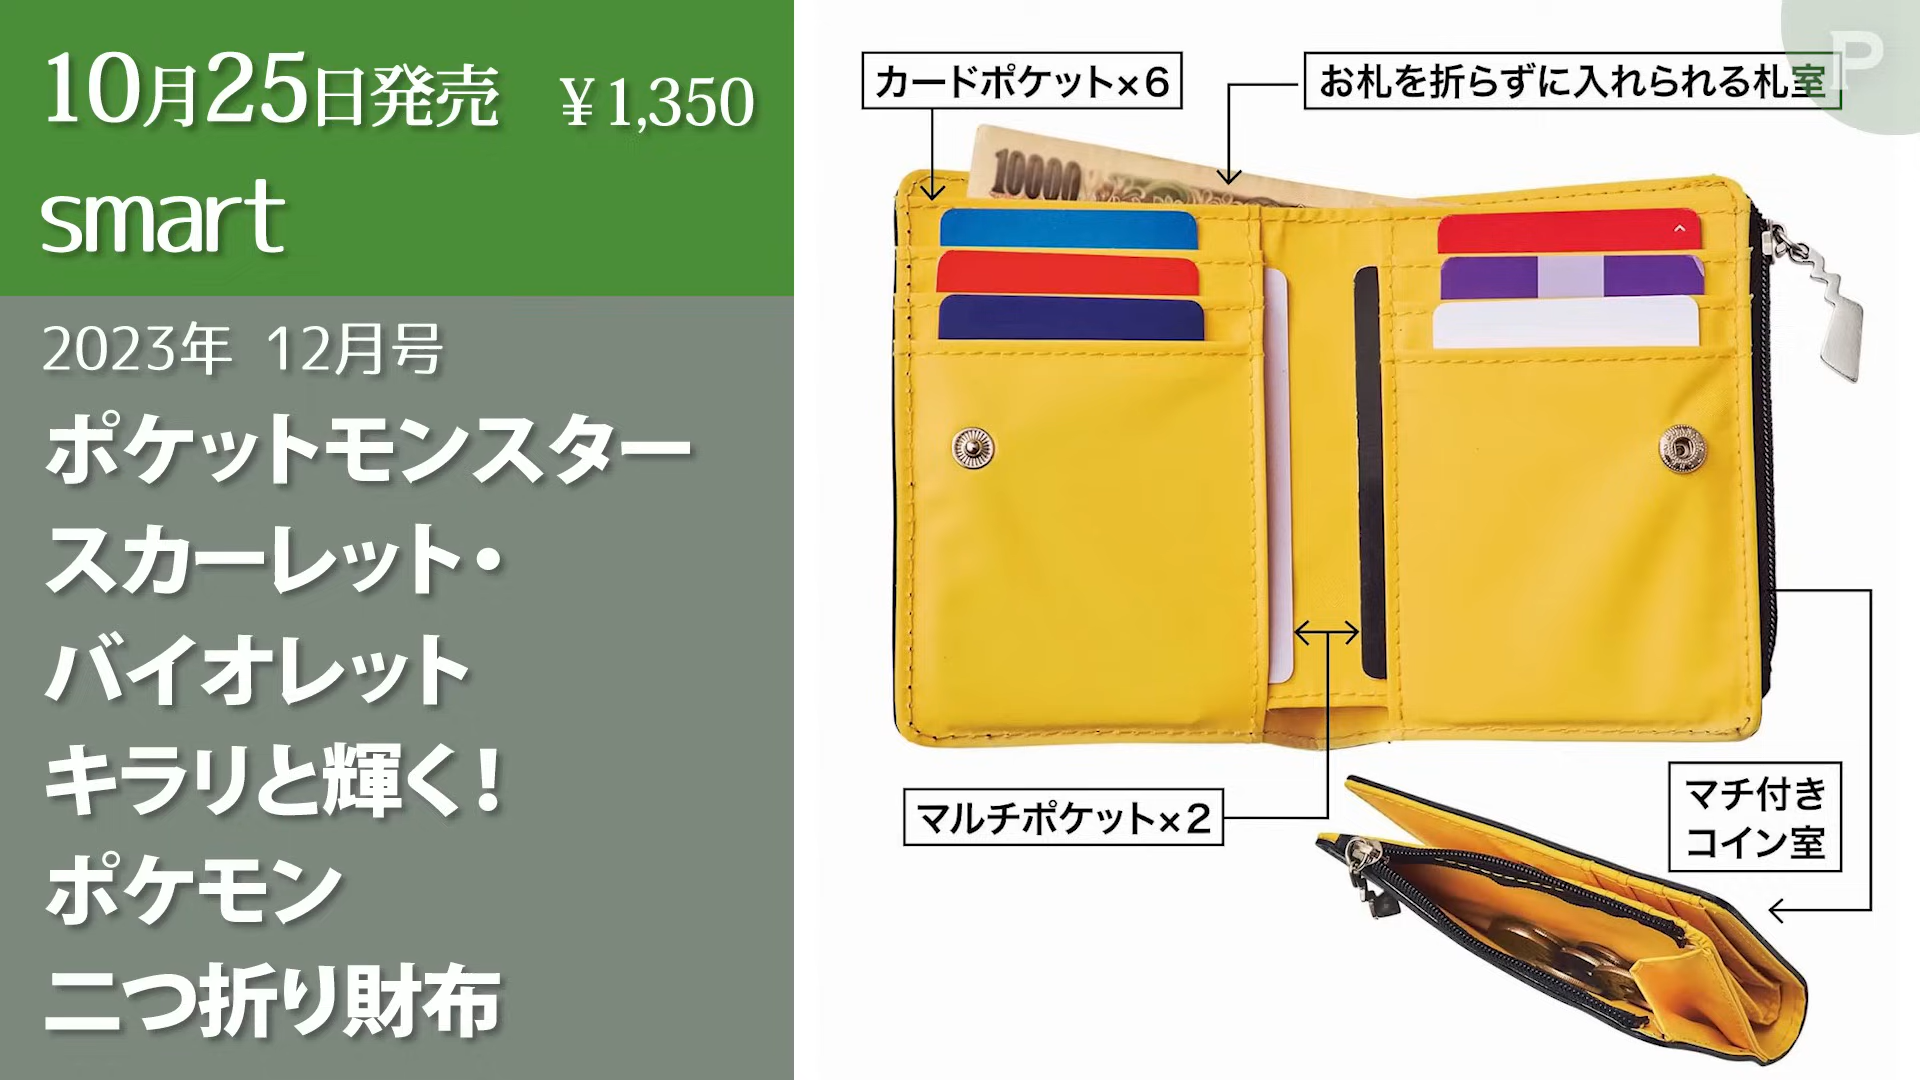 10月25日発売 ￥1,350
smart
2023年 12月号
ポケットモンスター
スカーレット・
バイオレット
キラリと輝く！
ポケモン
二つ折り財布
カードポケット×6
お札を折らずに入れられる札室
P
10000
マルチポケット×2
マチ付き
コイン室